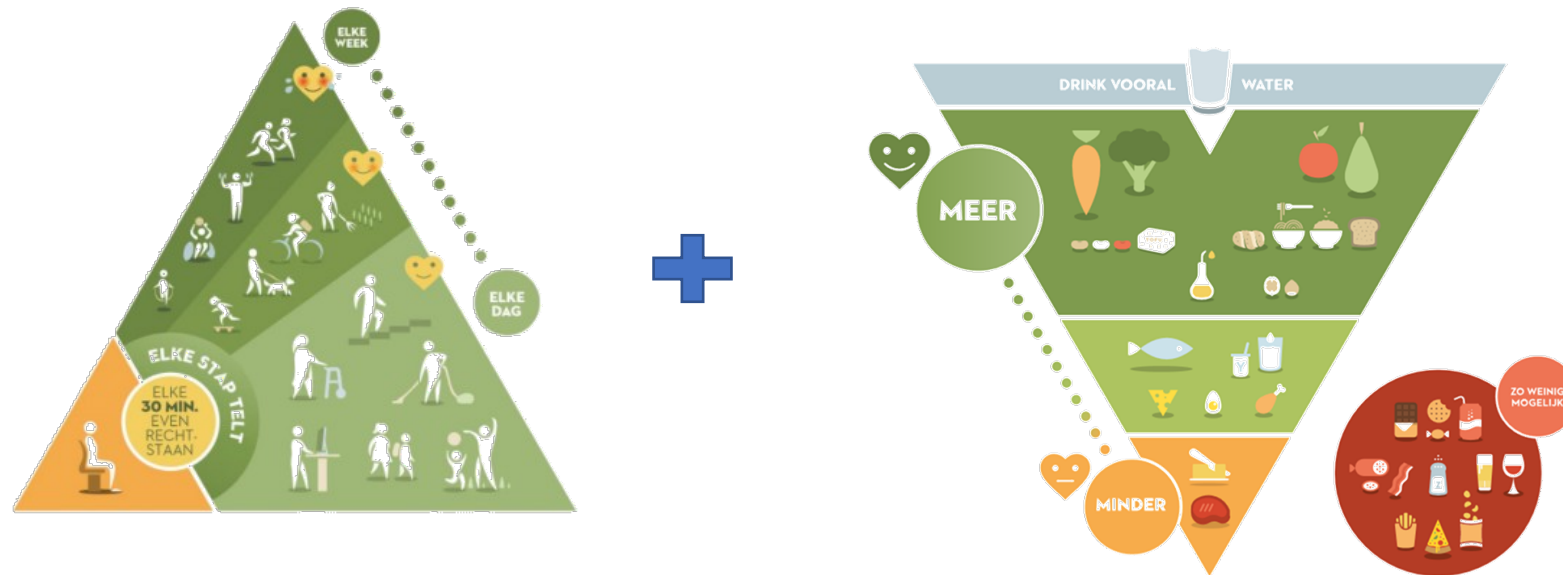 ELKE
WEEK
ELKE
DAG
ELKE STAP TELT
ELKE
30 MIN.
EVEN
RECHT-
STAAN
DRINK VOORAL WATER
MEER
MINDER
ZO WEINIG
MOGELIJK